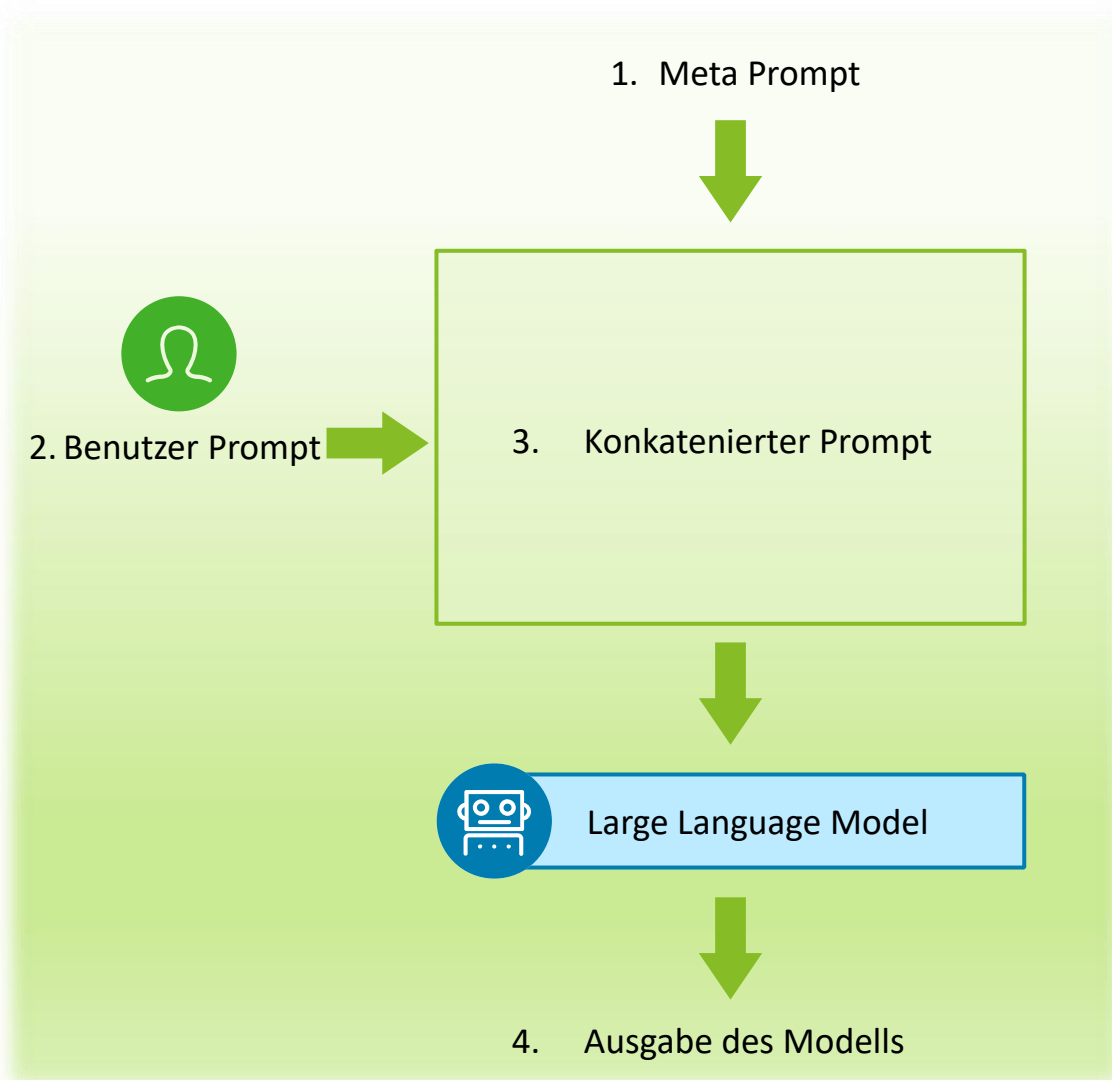 1. Meta Prompt
2. Benutzer Prompt
3. Konkatenierter Prompt
Large Language Model
4. Ausgabe des Modells